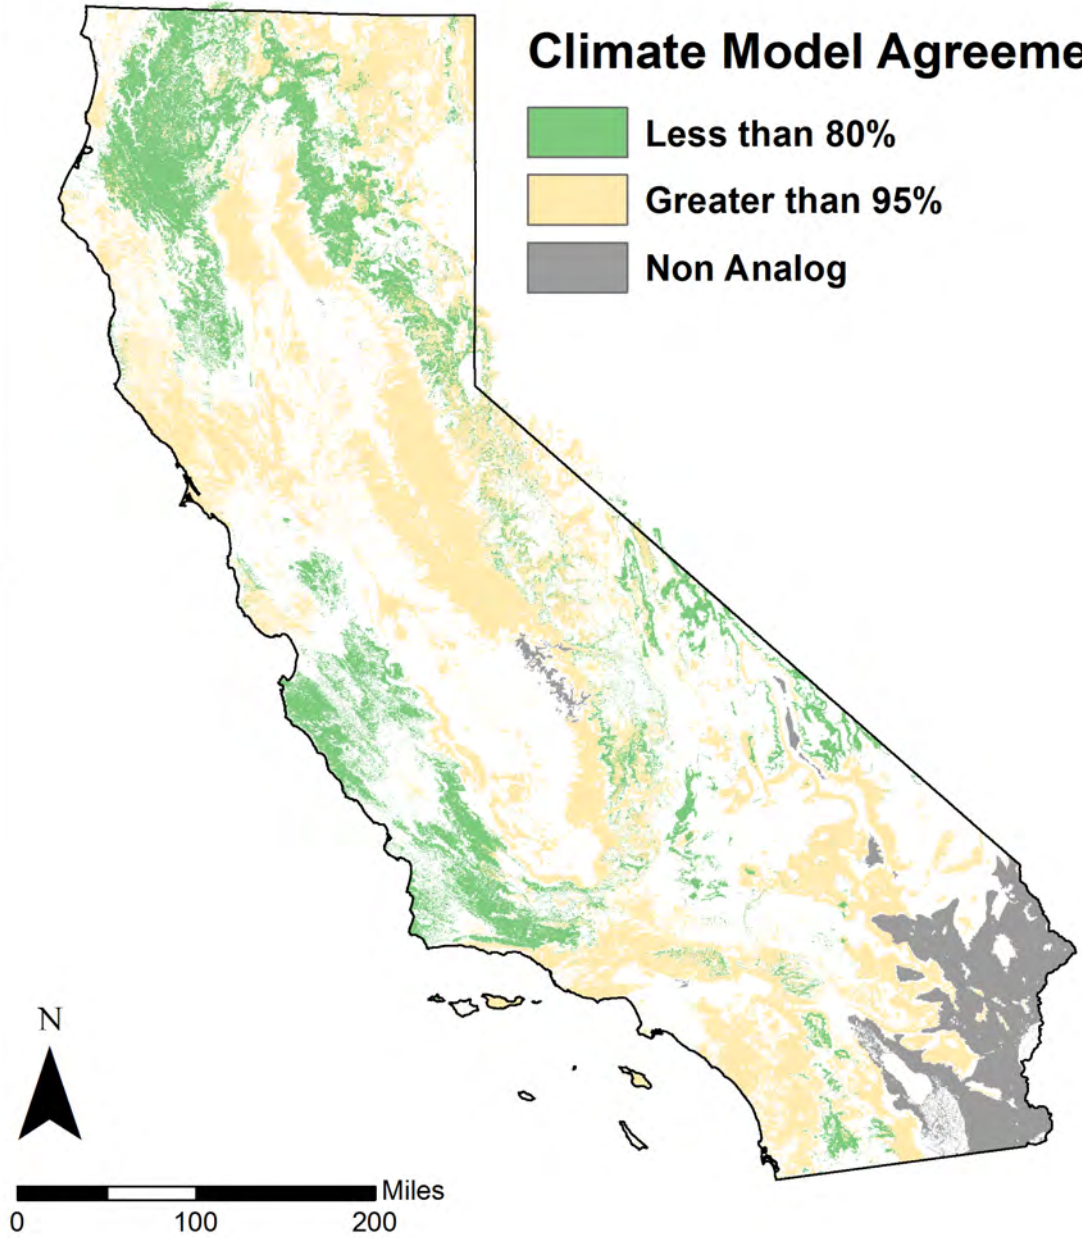 Climate Model Agreeme
Less than 80%
Greater than 95%
Non Analog
N
Miles
0 100 200